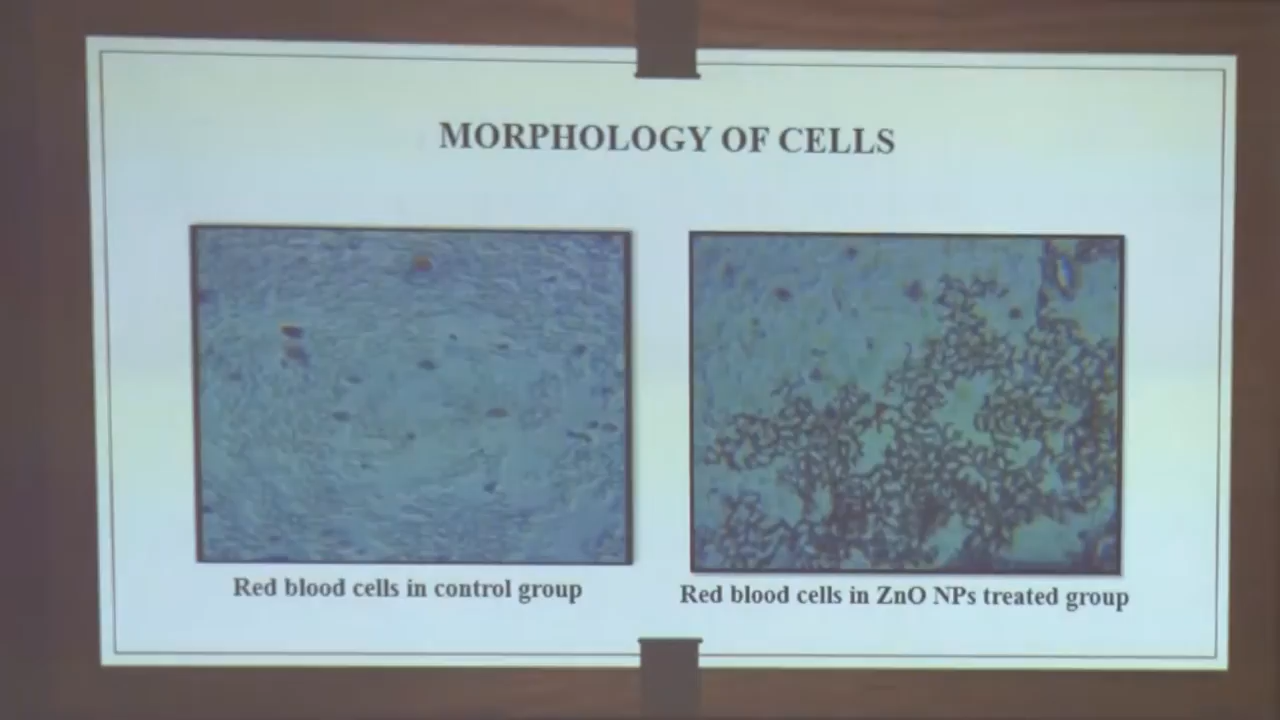 MORPHOLOGY OF CELLS
Red blood cells in control group
Red blood cells in ZnO NPs treated group